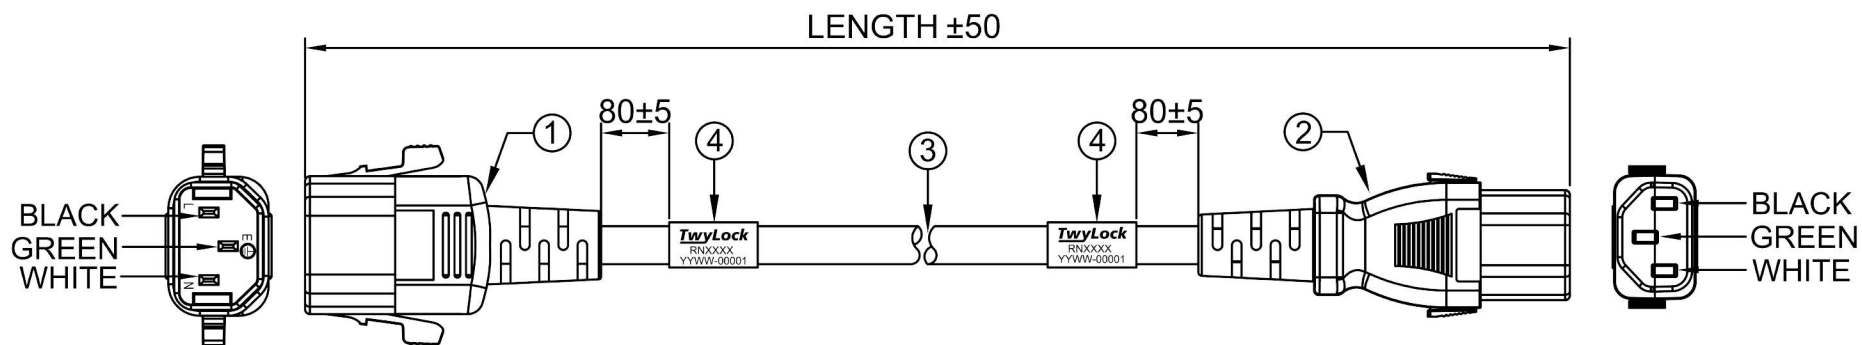 LENGTH ±50
80±5
80±5
1
4
3
4
2
BLACK
GREEN
WHITE
L
E
N
TwyLock
RNXXXX
YYWW-00001
TwyLock
RNXXXX
YYWW-00001
BLACK
GREEN
WHITE